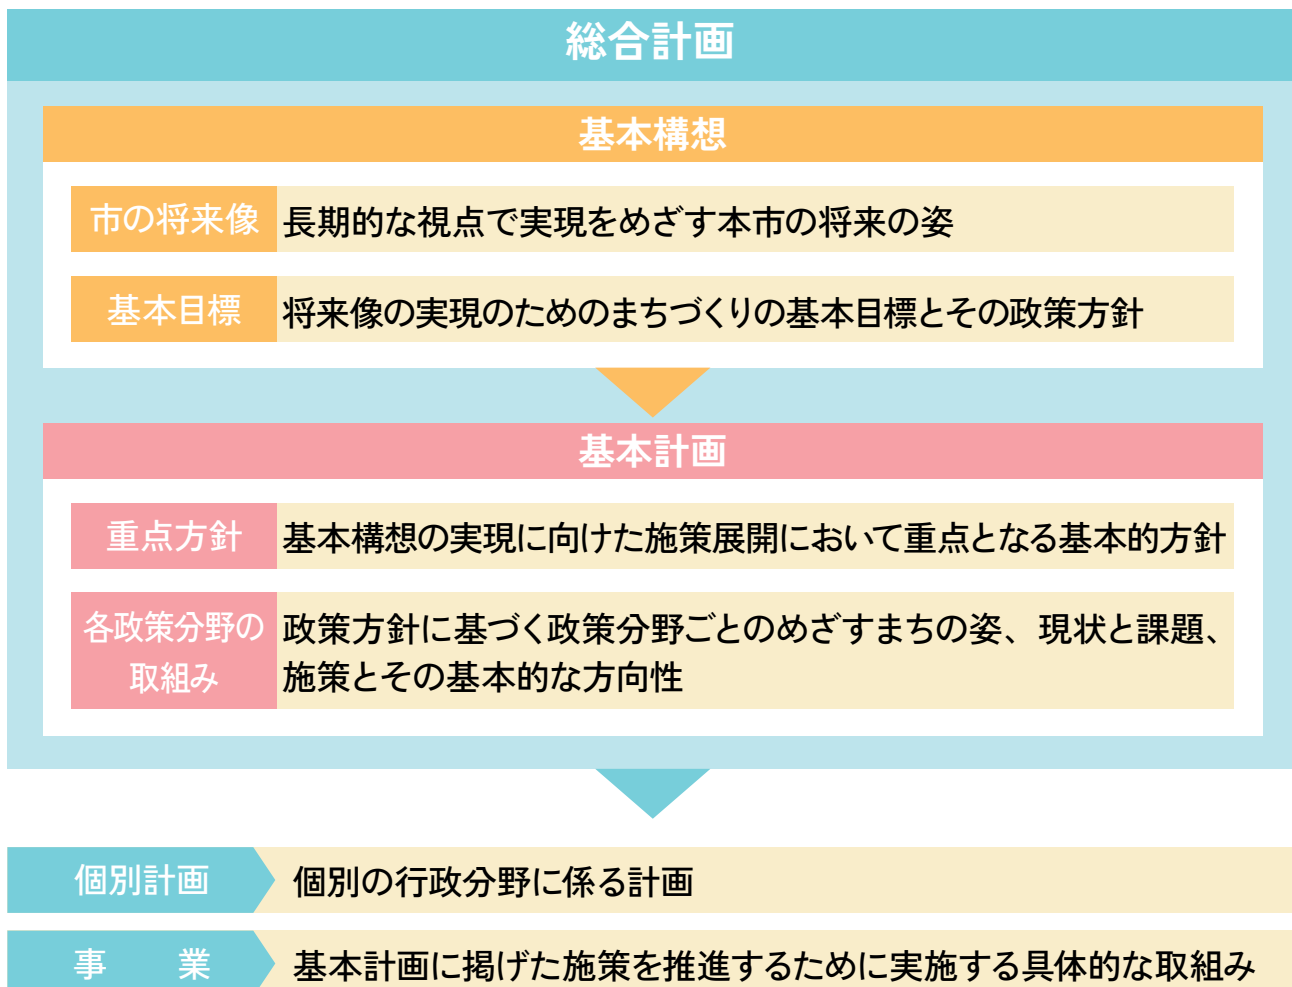 総合計画
基本構想
市の将来像
長期的な視点で実現をめざす本市の将来の姿
基本目標
将来像の実現のためのまちづくりの基本目標とその政策方針
基本計画
重点方針
基本構想の実現に向けた施策展開において重点となる基本的方針
各政策分野の
取組み
政策方針に基づく政策分野ごとのめざすまちの姿、現状と課題、
施策とその基本的な方向性
個別計画
個別の行政分野に係る計画
事　業
基本計画に掲げた施策を推進するために実施する具体的な取組み